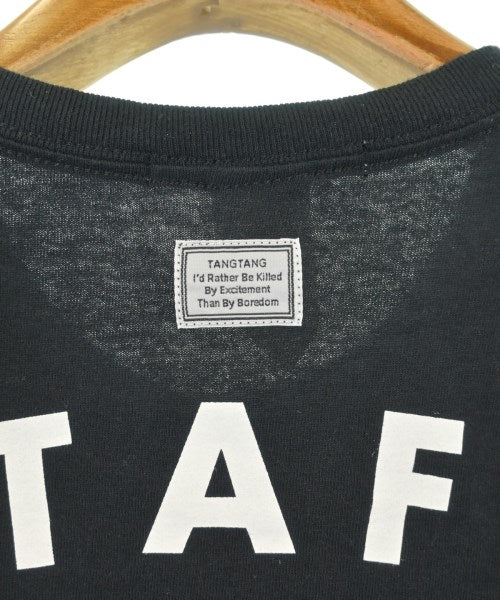 TANGTANG
I'd Rather Be Killed
By Excitement
Than By Boredom
TAF